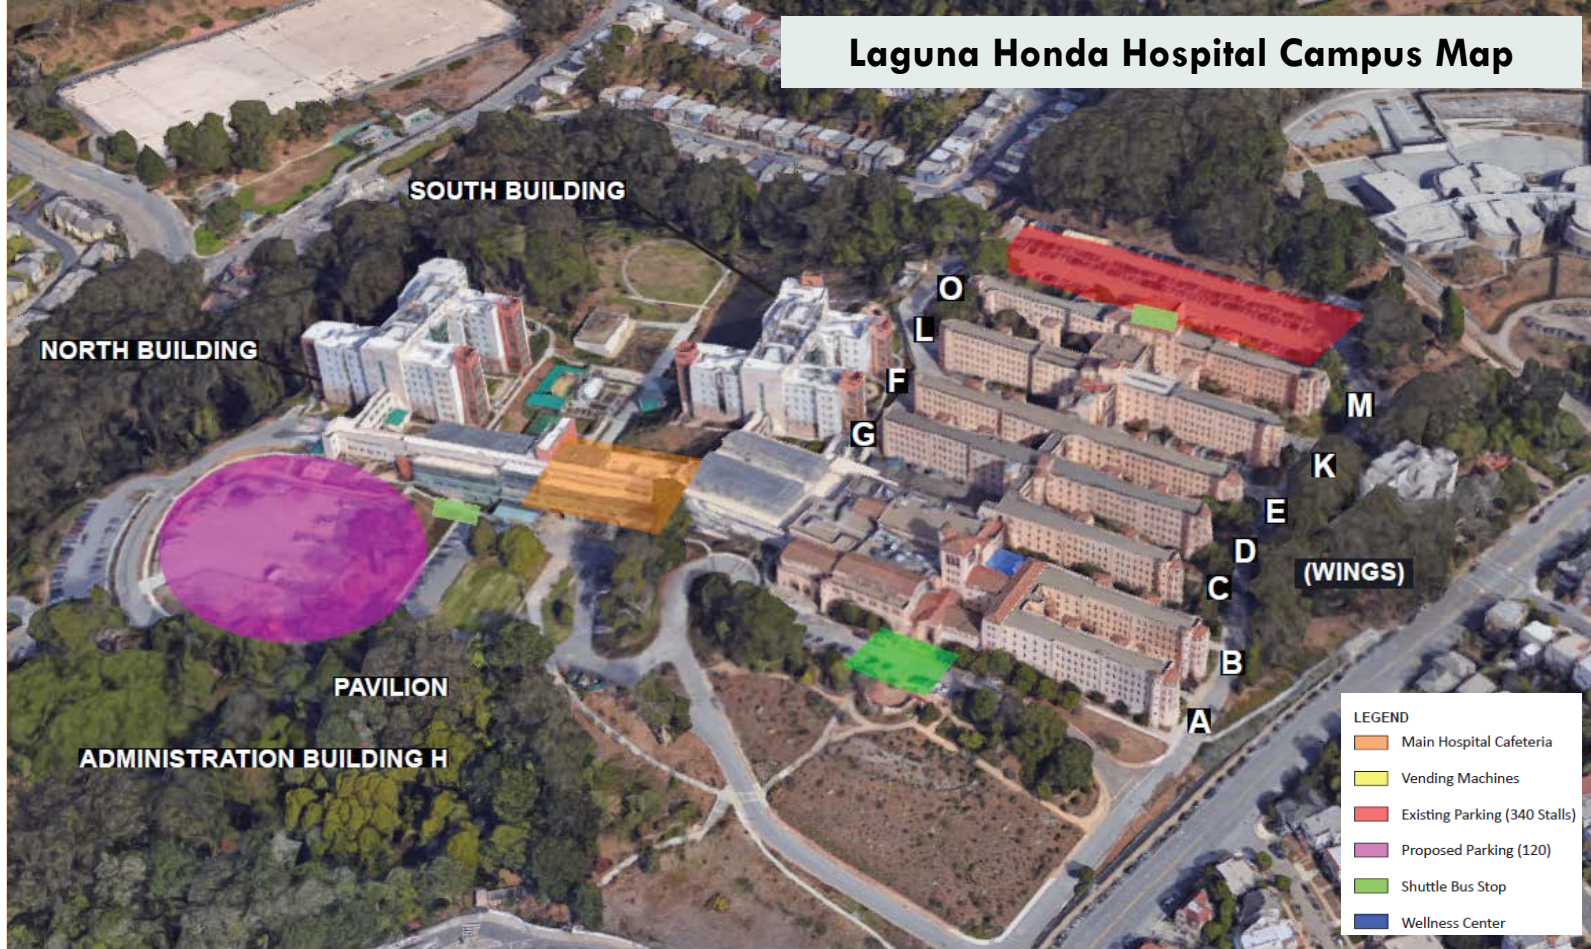 Laguna Honda Hospital Campus Map
SOUTH BUILDING
NORTH BUILDING
O
L
F
G
M
K
E
D
(WINGS)
C
B
A
PAVILION
ADMINISTRATION BUILDING H
LEGEND
Main Hospital Cafeteria
Vending Machines
Existing Parking (340 Stalls)
Proposed Parking (120)
Shuttle Bus Stop
Wellness Center